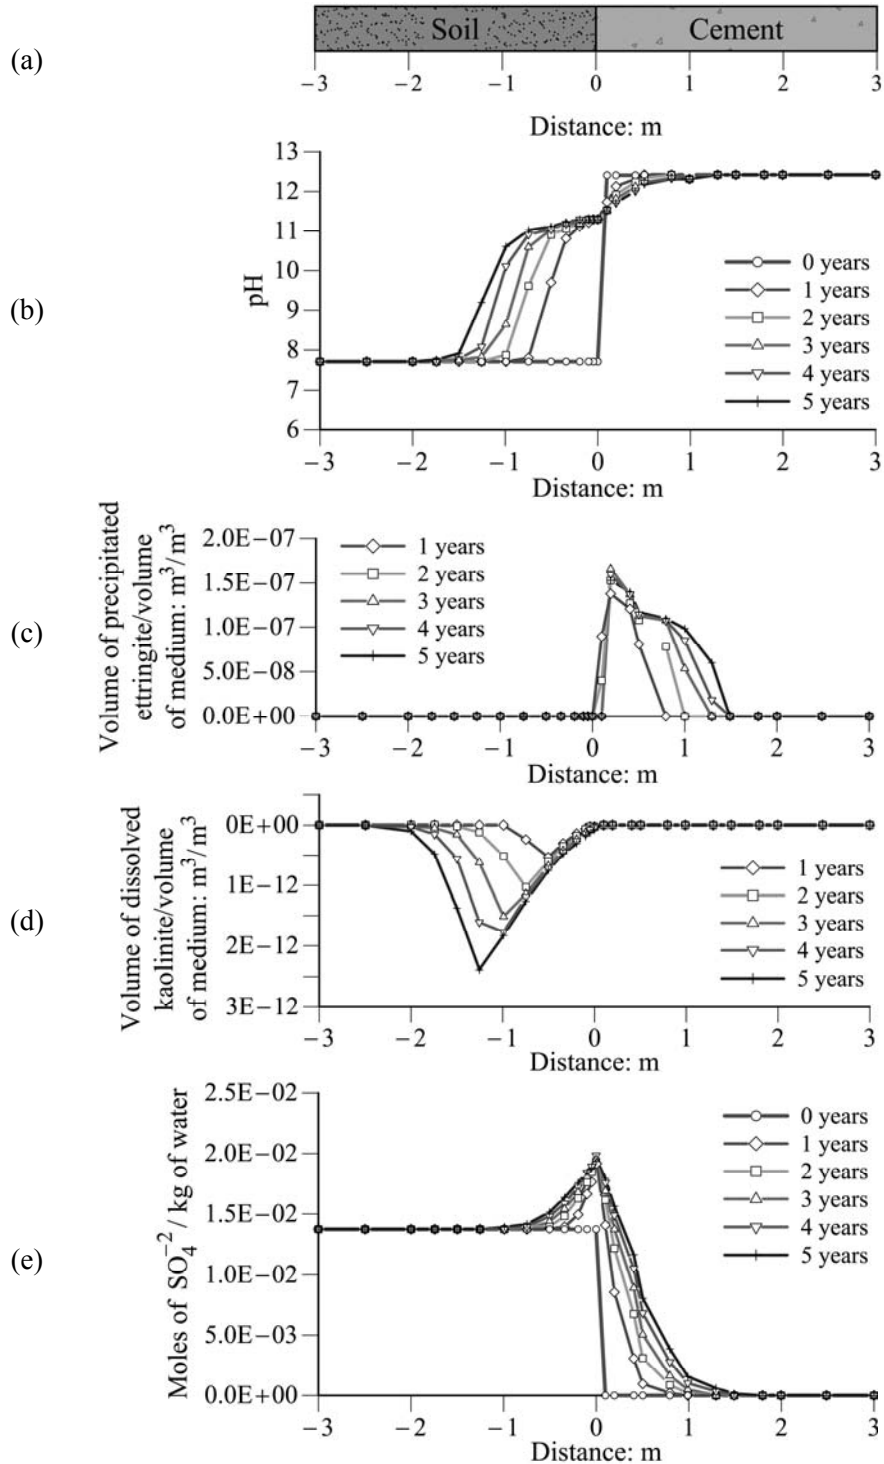 (a)
Soil
Cement
−3 −2 −1 0 1 2 3
Distance: m
(b)
pH
13
12
11
10
9
8
7
6
0 years
1 years
2 years
3 years
4 years
5 years
−3 −2 −1 0 1 2 3
Distance: m
(c)
Volume of precipitated
ettringite/volume
of medium: m³/m³
2.0E−07
1.5E−07
1.0E−07
5.0E−08
0.0E+00
1 years
2 years
3 years
4 years
5 years
−3 −2 −1 0 1 2 3
Distance: m
(d)
Volume of dissolved
kaolinite/volume
of medium: m³/m³
0E+00
1E−12
2E−12
3E−12
1 years
2 years
3 years
4 years
5 years
−3 −2 −1 0 1 2 3
Distance: m
(e)
Moles of SO₄⁻² / kg of water
2.5E−02
2.0E−02
1.5E−02
1.0E−02
5.0E−03
0.0E+00
0 years
1 years
2 years
3 years
4 years
5 years
−3 −2 −1 0 1 2 3
Distance: m